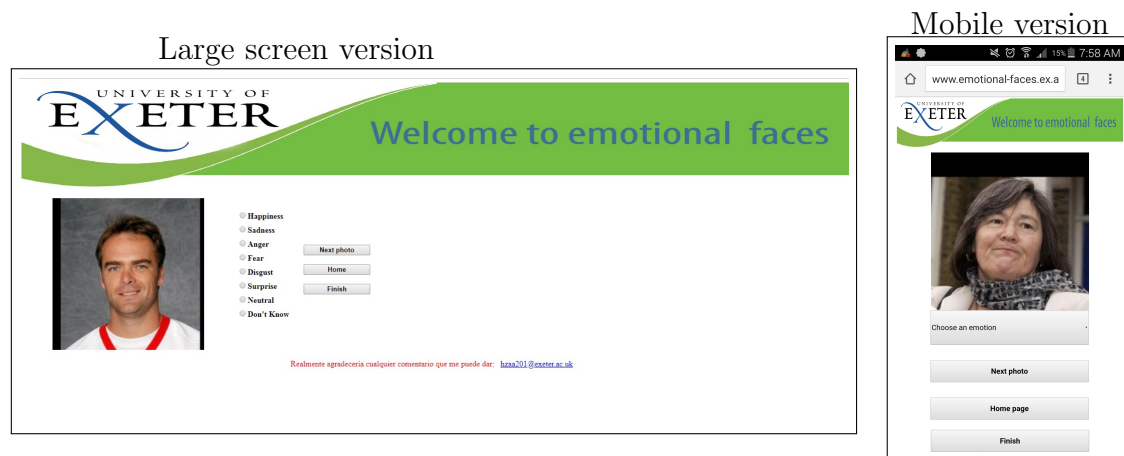 Large screen version
UNIVERSITY OF
EXETER
Welcome to emotional faces
Happiness
Sadness
Anger
Fear
Disgust
Surprise
Neutral
Don't Know
Next photo
Home
Finish
Realmente agradecería cualquier comentario que me puede dar: hzaa201@exeter.ac.uk
Mobile version
15% 7:58 AM
www.emotional-faces.ex.a 4
UNIVERSITY OF
EXETER
Welcome to emotional faces
Choose an emotion
Next photo
Home page
Finish